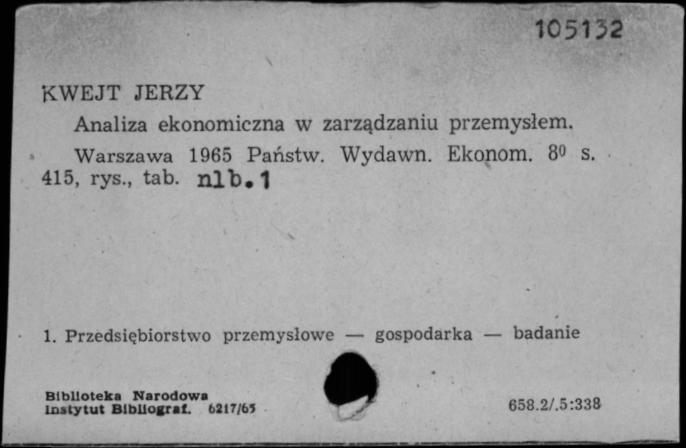 105132
KWEJT JERZY
Analiza ekonomiczna w zarządzaniu przemysłem.
Warszawa 1965 Państw. Wydawn. Ekonom. 8⁰ s.
415, rys., tab. nlb.1
1. Przedsiębiorstwo przemysłowe — gospodarka — badanie
Biblioteka Narodowa
Instytut Bibliograf. 6217/65
658.2/.5:338